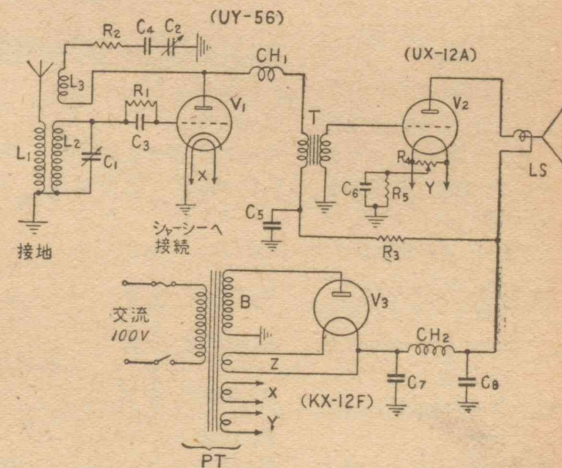 (UY-56)
R₂ C₄ C₂
CH₁
(UX-12A)
L₃
R₁
V₁
V₂
T
L₁ L₂
C₁
C₃
R₄
LS
X
C₆ R₅ Y
C₅
接地
シャーシーへ
接続
R₃
交流
100V
B
V₃
CH₂
Z
X
(KX-12F)
C₇
C₈
Y
PT